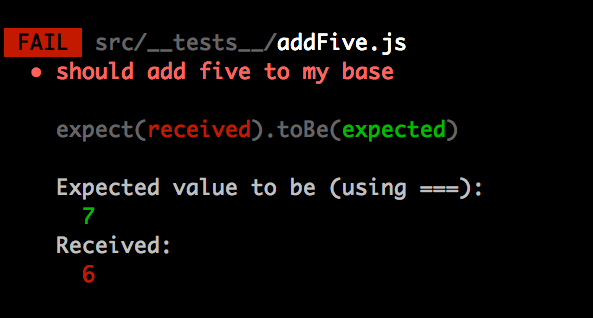 FAIL src/__tests__/addFive.js
● should add five to my base
expect(received).toBe(expected)
Expected value to be (using ===):
7
Received:
6